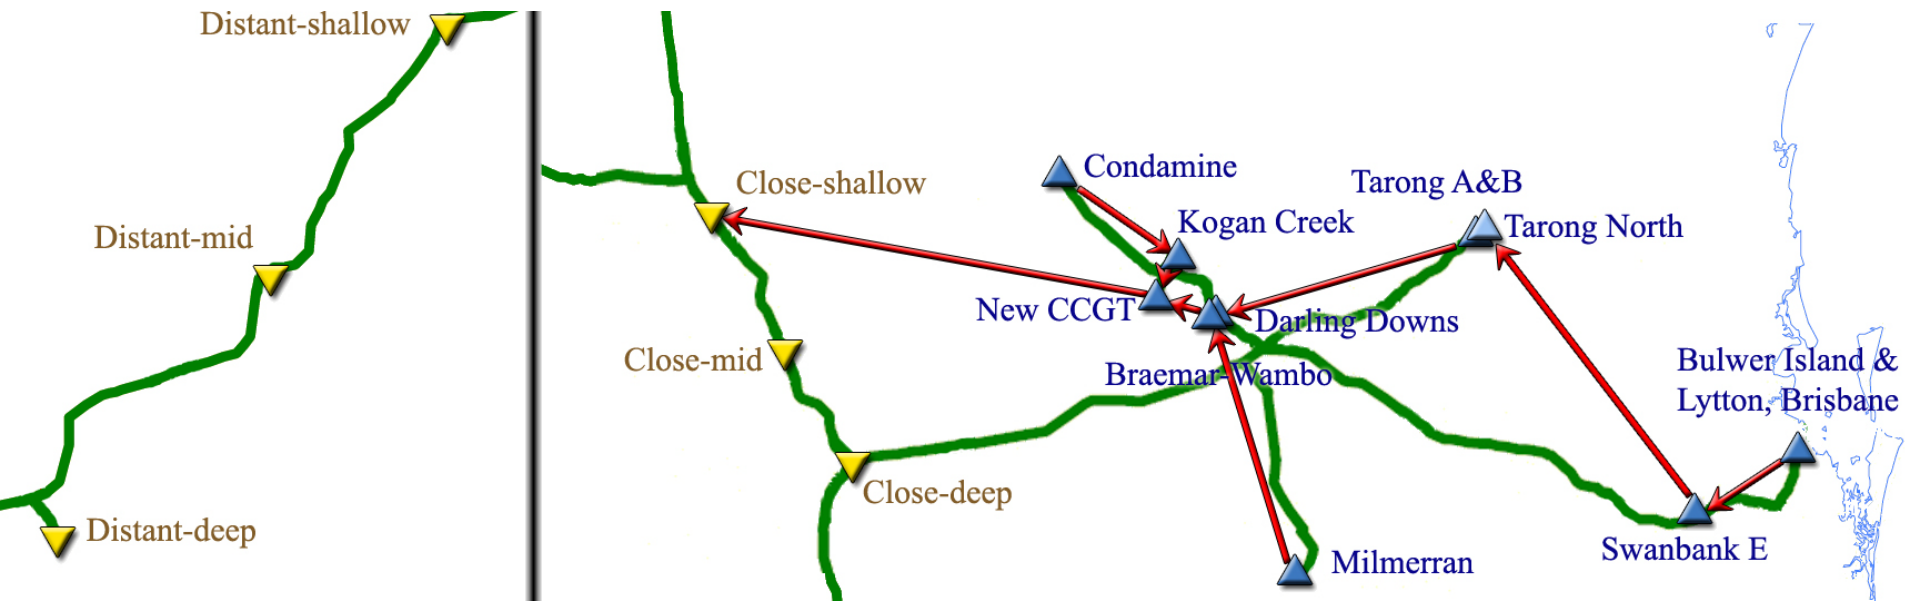 Distant-shallow
Distant-mid
Distant-deep
Close-shallow
Close-mid
Close-deep
Condamine
Kogan Creek
New CCGT
Tarong A&B
Tarong North
Darling Downs
Braemar-Wambo
Bulwer Island &
Lytton, Brisbane
Swanbank E
Milmerran